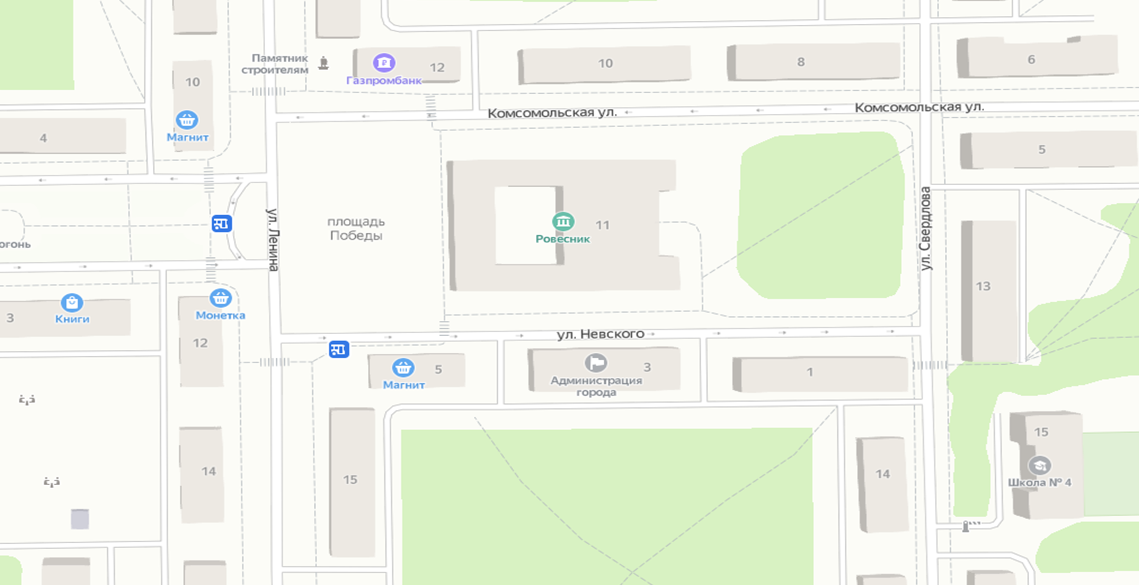 Памятник
строителям
Газпромбанк
12
10
8
6
10
Магнит
4
Комсомольская ул.
Комсомольская ул.
5
ул. Ленина
площадь
Победы
11
Ровесник
ул. Свердлова
огонь
13
3
Книги
Монетка
12
ул. Невского
5
Магнит
3
Администрация
города
1
14
15
14
15
Школа № 4